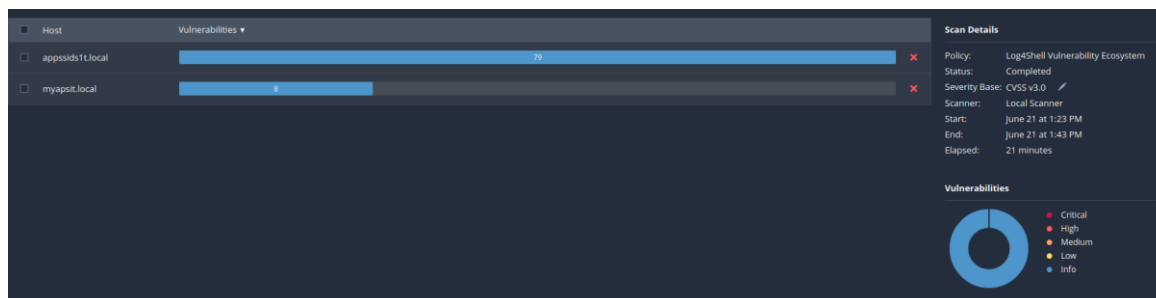 Host Vulnerabilities ▾
appssids1t.local 79
myapsit.local 8
Scan Details
Policy: Log4Shell Vulnerability Ecosystem
Status: Completed
Severity Base: CVSS v3.0
Scanner: Local Scanner
Start: June 21 at 1:23 PM
End: June 21 at 1:43 PM
Elapsed: 21 minutes
Vulnerabilities
Critical
High
Medium
Low
Info